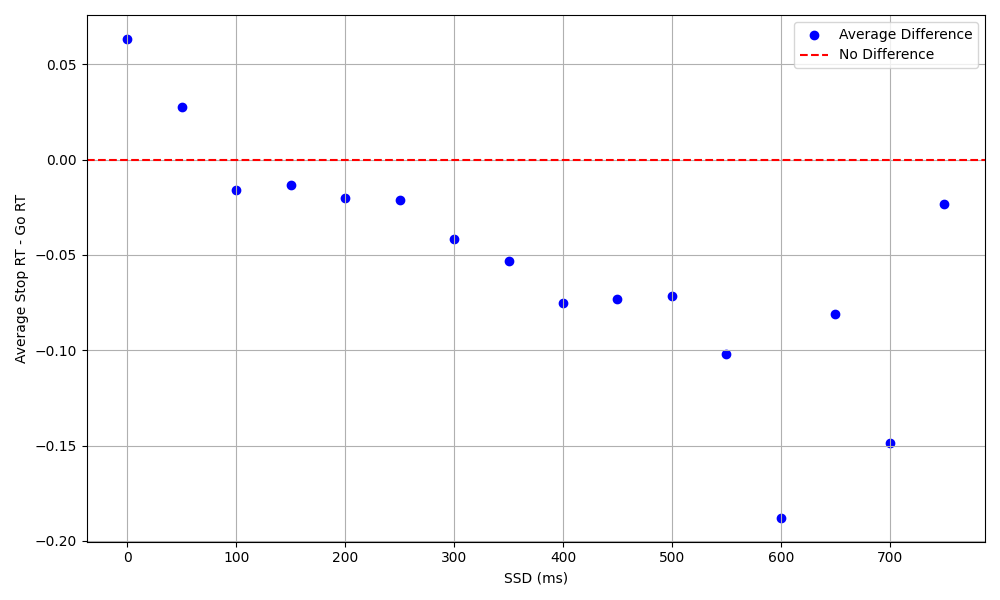 Average Difference
No Difference
0.05
0.00
−0.05
−0.10
−0.15
−0.20
Average Stop RT - Go RT
0 100 200 300 400 500 600 700
SSD (ms)